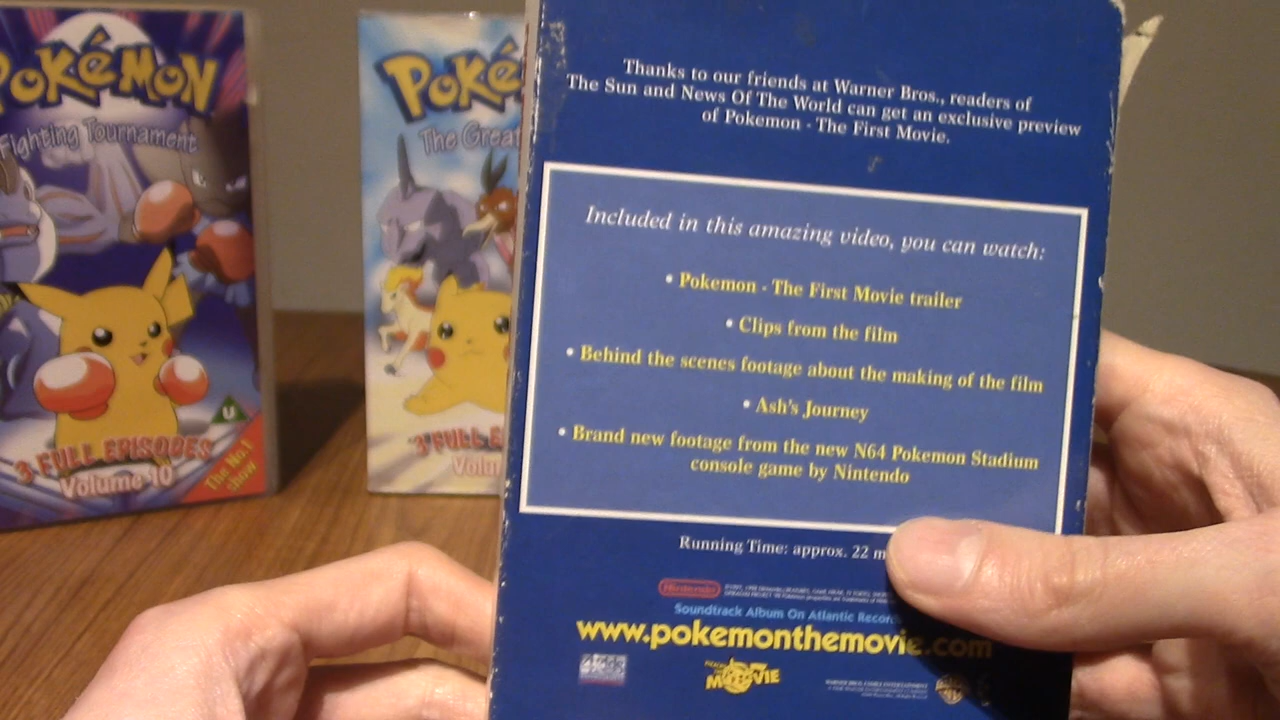 POKéMON
Fighting Tournament
3 FULL EPISODES
Volume 10
U
The No.1
show
POKé
The Great
3 FULL E
Volu
Thanks to our friends at Warner Bros., readers of
The Sun and News Of The World can get an exclusive preview
of Pokemon - The First Movie.
Included in this amazing video, you can watch:
• Pokemon - The First Movie trailer
• Clips from the film
• Behind the scenes footage about the making of the film
• Ash's Journey
• Brand new footage from the new N64 Pokemon Stadium
console game by Nintendo
Running Time: approx. 22 m
Nintendo
Soundtrack Album On Atlantic Recor
www.pokemonthemovie.com
MOVIE